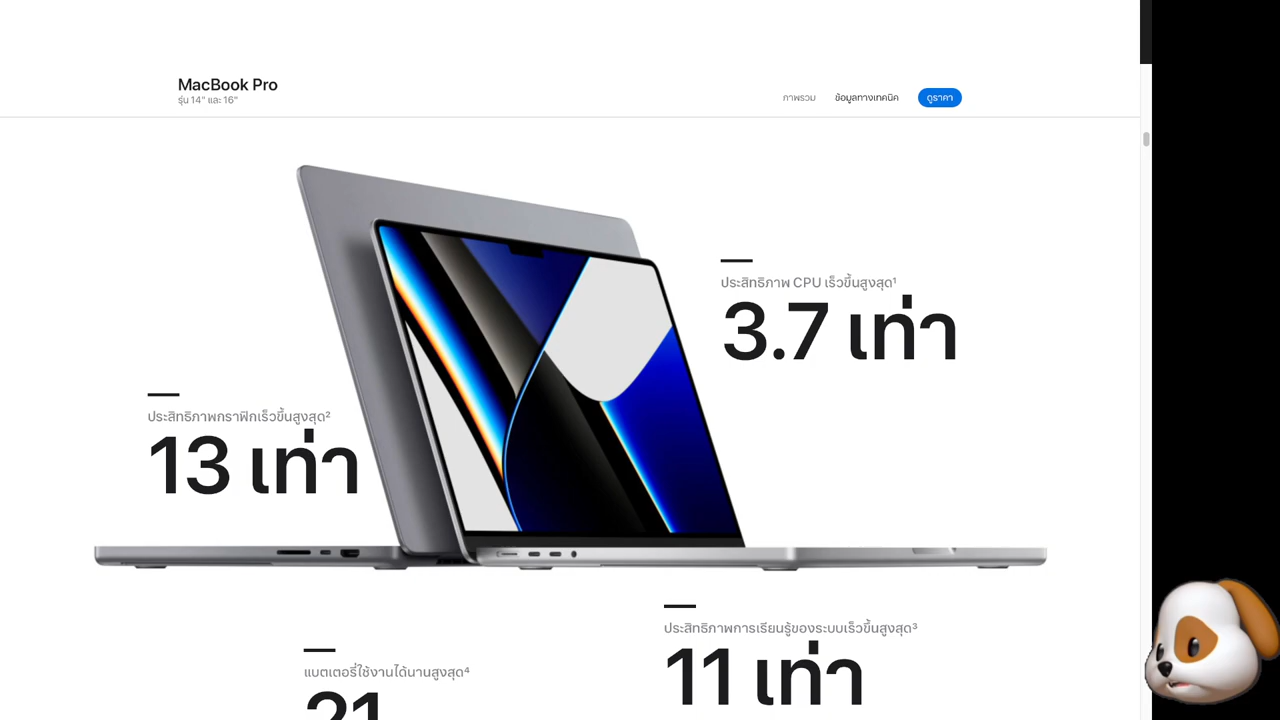 MacBook Pro
รุ่น 14" และ 16"
ภาพรวม ข้อมูลทางเทคนิค ดูราคา
ประสิทธิภาพ CPU เร็วขึ้นสูงสุด¹
3.7 เท่า
ประสิทธิภาพกราฟิกเร็วขึ้นสูงสุด²
13 เท่า
ประสิทธิภาพการเรียนรู้ของระบบเร็วขึ้นสูงสุด³
11 เท่า
แบตเตอรี่ใช้งานได้นานสูงสุด⁴
21